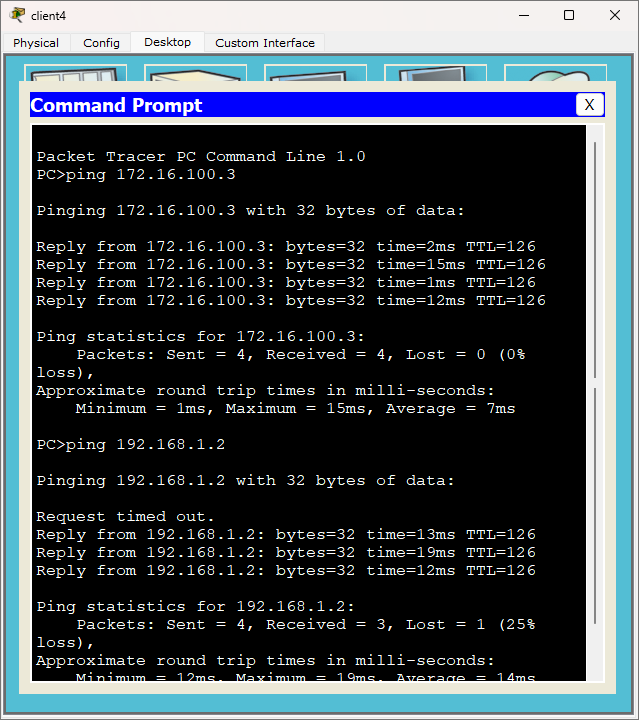 client4
Physical Config Desktop Custom Interface
Command Prompt X
Packet Tracer PC Command Line 1.0
PC>ping 172.16.100.3
Pinging 172.16.100.3 with 32 bytes of data:
Reply from 172.16.100.3: bytes=32 time=2ms TTL=126
Reply from 172.16.100.3: bytes=32 time=15ms TTL=126
Reply from 172.16.100.3: bytes=32 time=1ms TTL=126
Reply from 172.16.100.3: bytes=32 time=12ms TTL=126
Ping statistics for 172.16.100.3:
Packets: Sent = 4, Received = 4, Lost = 0 (0%
loss),
Approximate round trip times in milli-seconds:
Minimum = 1ms, Maximum = 15ms, Average = 7ms
PC>ping 192.168.1.2
Pinging 192.168.1.2 with 32 bytes of data:
Request timed out.
Reply from 192.168.1.2: bytes=32 time=13ms TTL=126
Reply from 192.168.1.2: bytes=32 time=19ms TTL=126
Reply from 192.168.1.2: bytes=32 time=12ms TTL=126
Ping statistics for 192.168.1.2:
Packets: Sent = 4, Received = 3, Lost = 1 (25%
loss),
Approximate round trip times in milli-seconds:
Minimum = 12ms, Maximum = 19ms, Average = 14ms